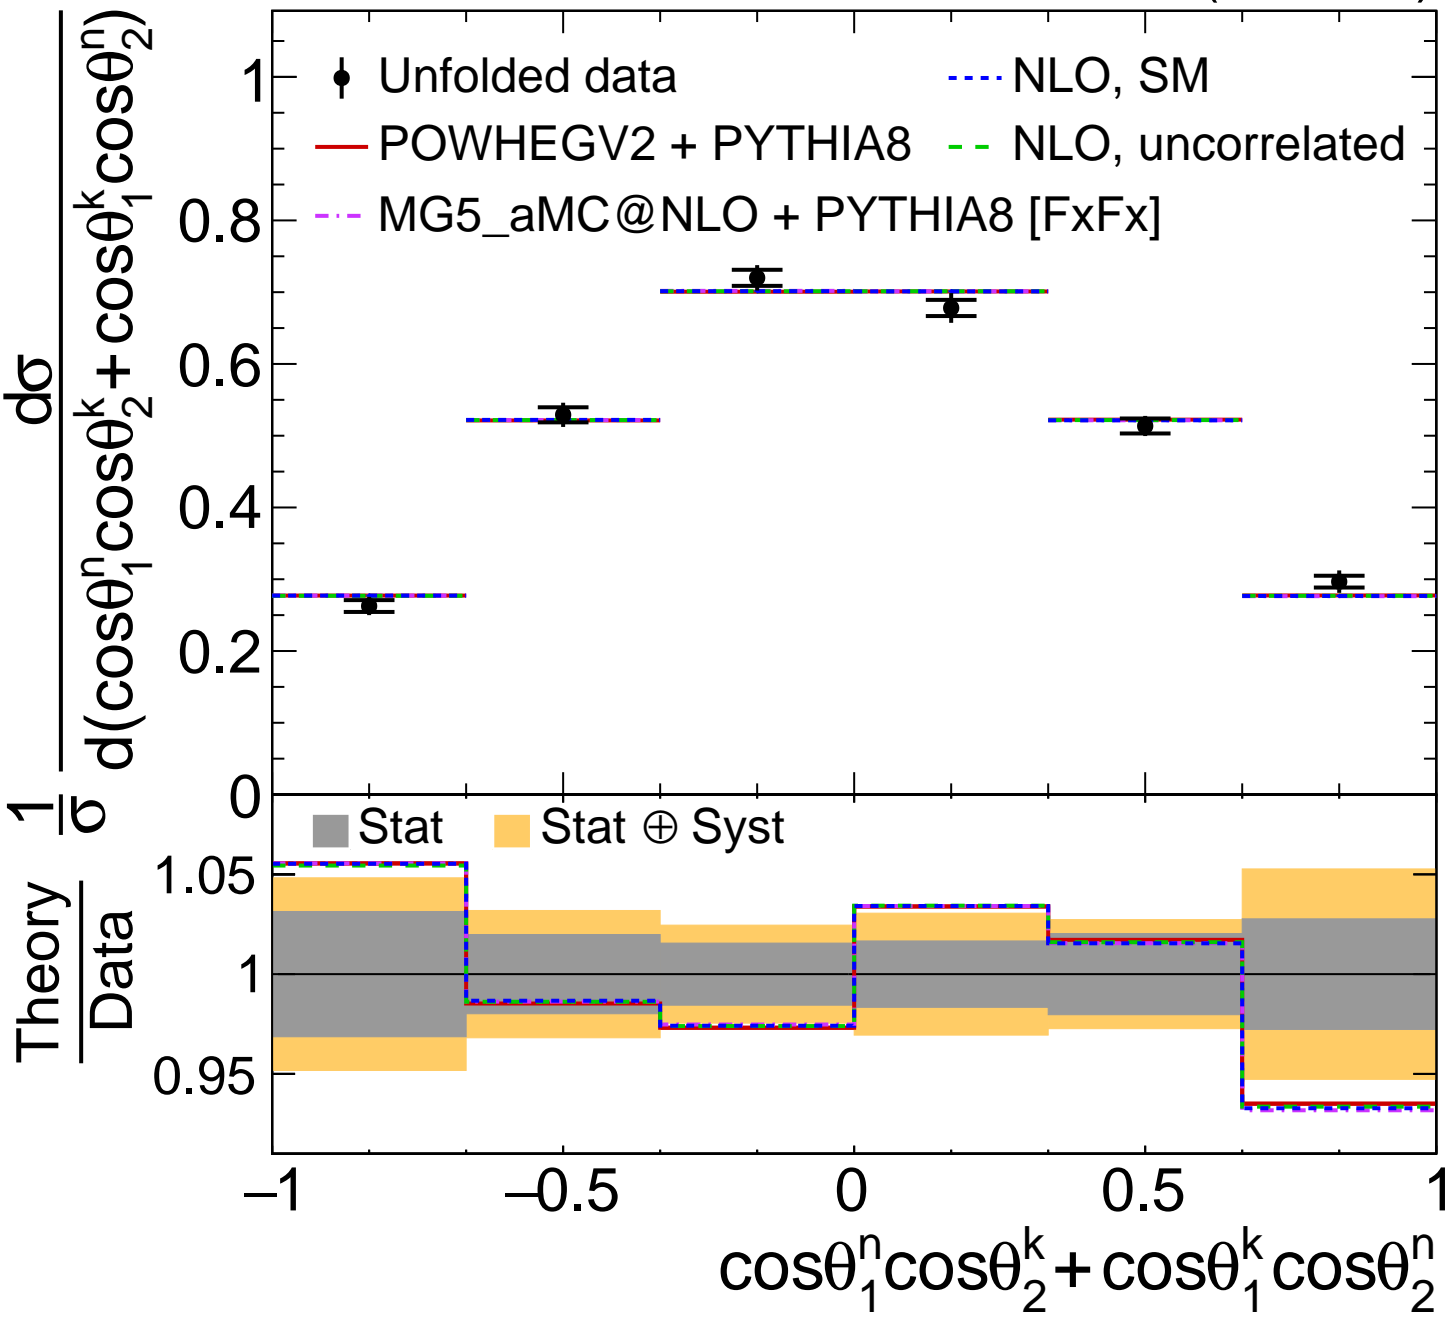 Unfolded data
NLO, SM
POWHEGV2 + PYTHIA8
NLO, uncorrelated
MG5_aMC@NLO + PYTHIA8 [FxFx]
1
0.8
0.6
0.4
0.2
0
1/σ dσ/d(cosθ₁ⁿcosθ₂ᵏ+cosθ₁ᵏcosθ₂ⁿ)
Stat
Stat ⊕ Syst
1.05
1
0.95
Theory
Data
–1 –0.5 0 0.5 1
cosθ₁ⁿcosθ₂ᵏ+cosθ₁ᵏcosθ₂ⁿ